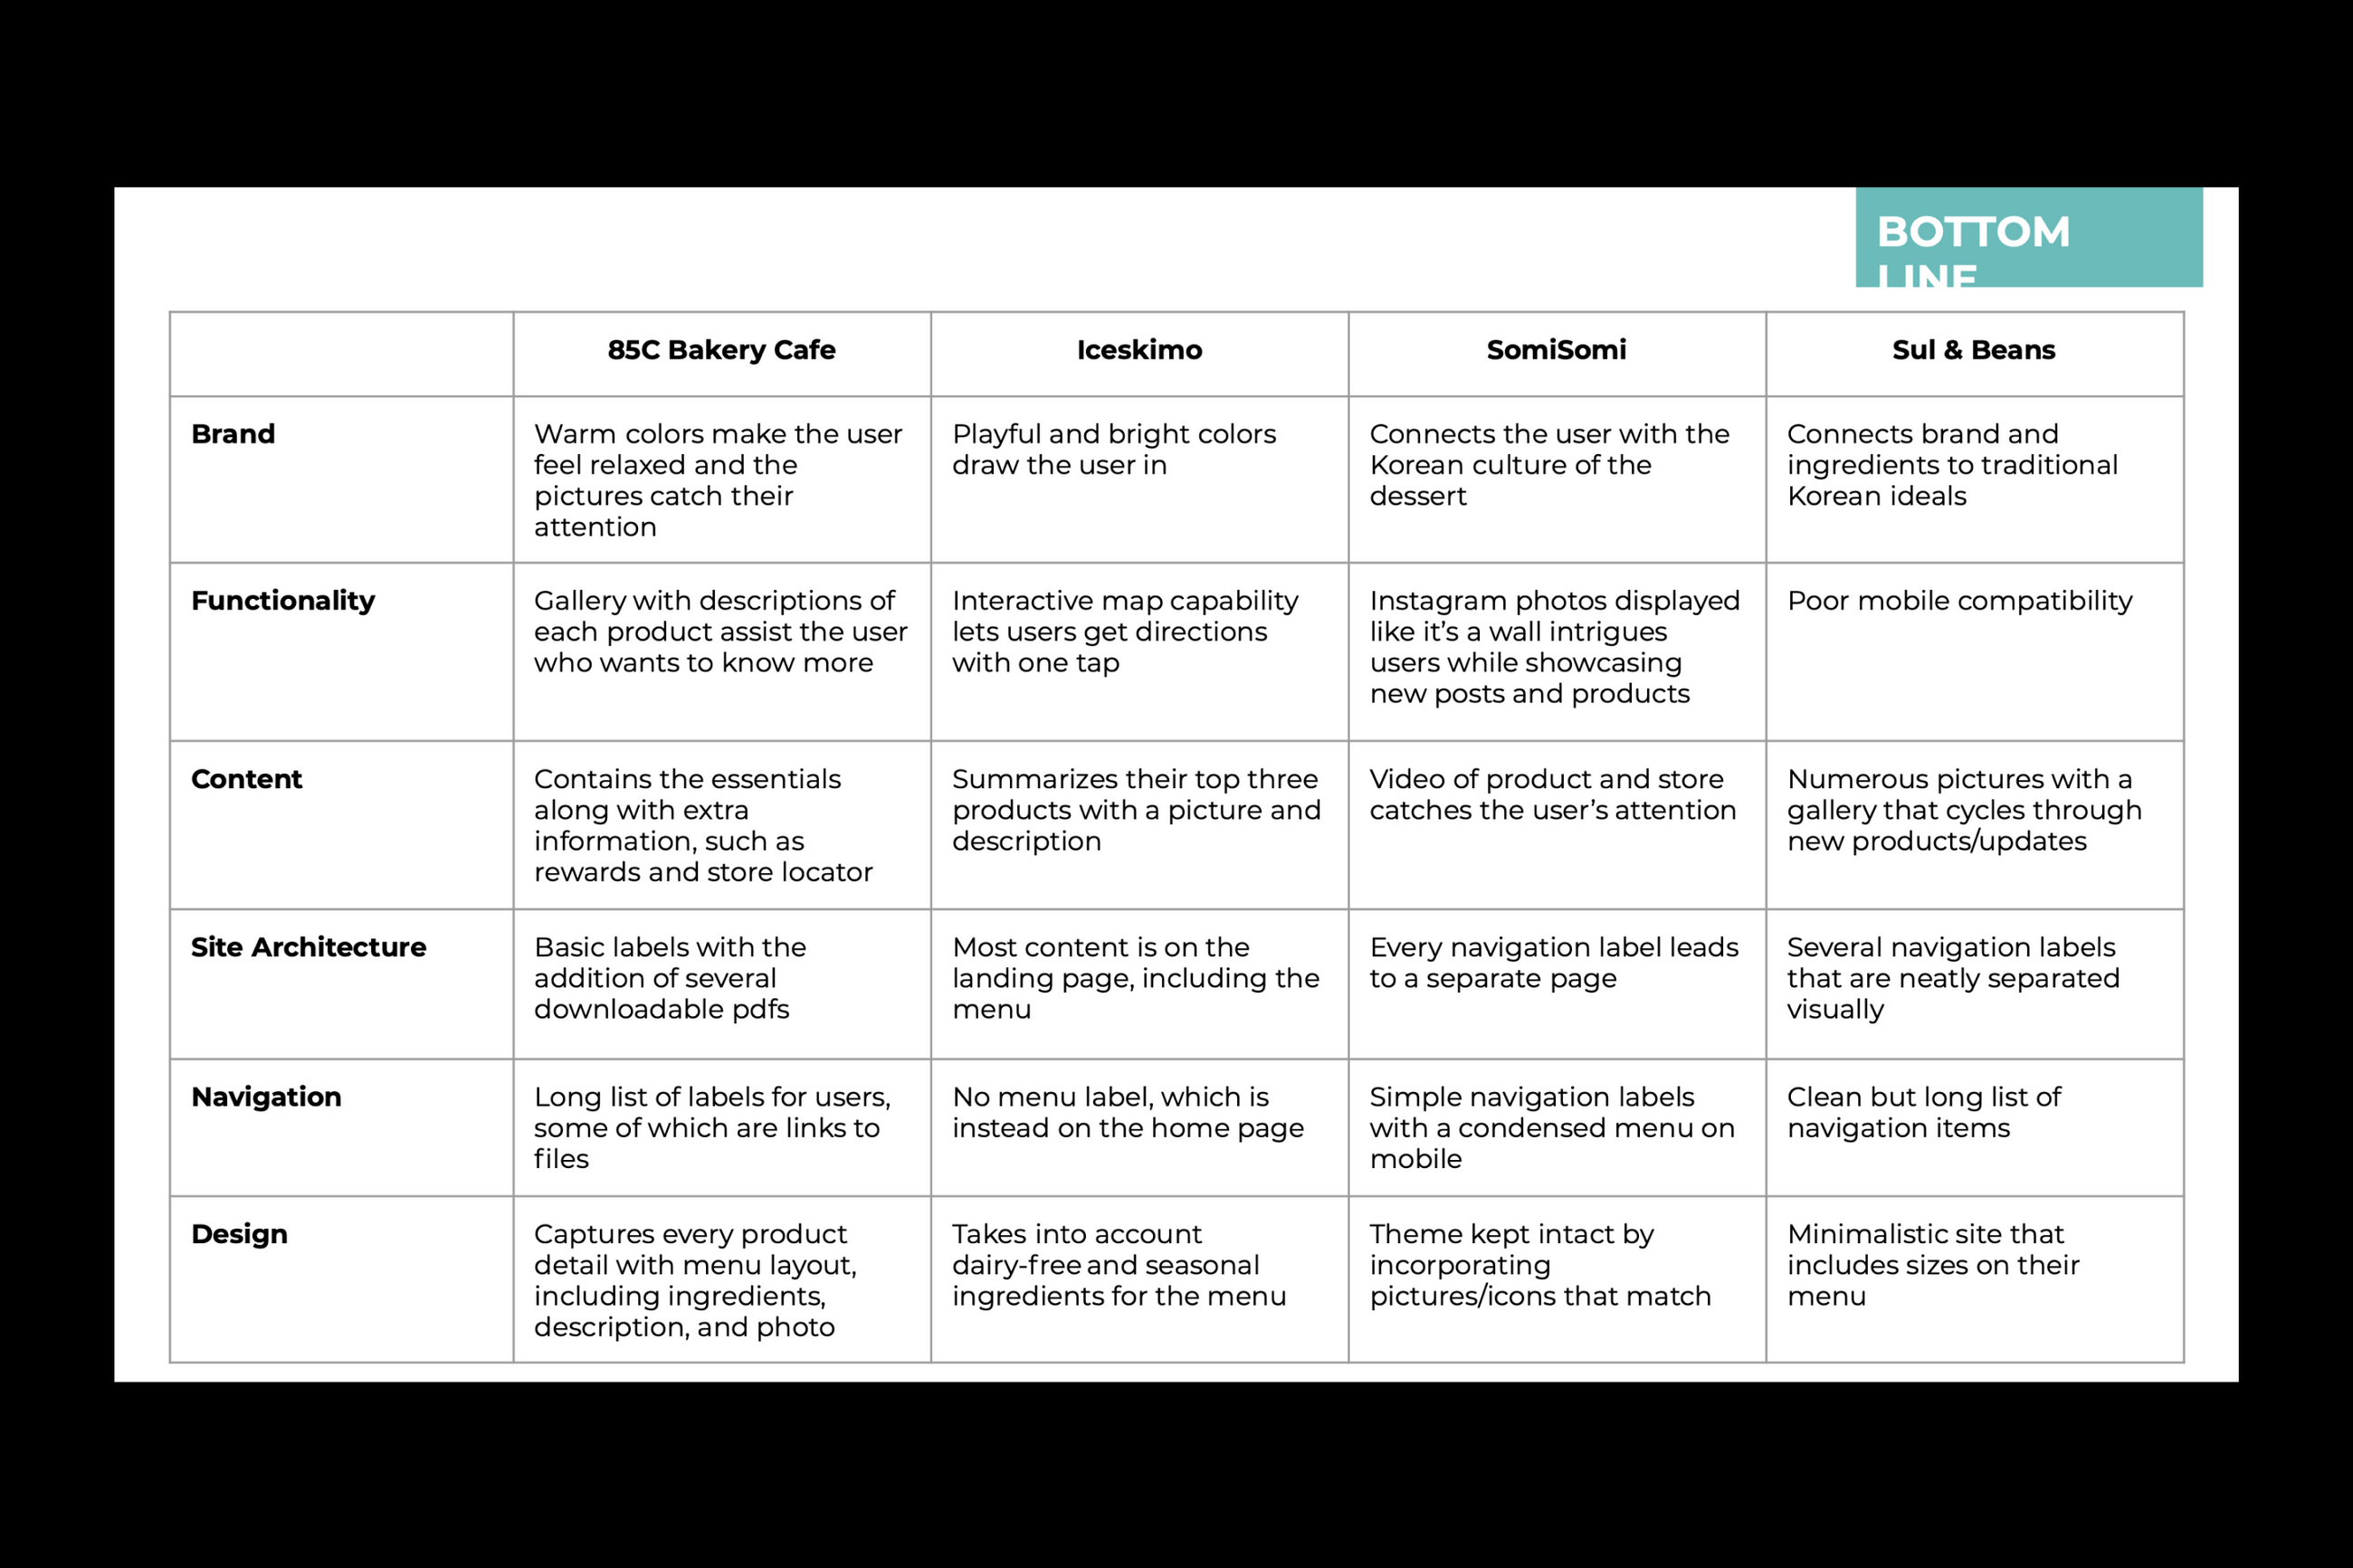 BOTTOM
LINE
85C Bakery Cafe
Iceskimo
SomiSomi
Sul & Beans
Brand
Warm colors make the user
feel relaxed and the
pictures catch their
attention
Playful and bright colors
draw the user in
Connects the user with the
Korean culture of the
dessert
Connects brand and
ingredients to traditional
Korean ideals
Functionality
Gallery with descriptions of
each product assist the user
who wants to know more
Interactive map capability
lets users get directions
with one tap
Instagram photos displayed
like it’s a wall intrigues
users while showcasing
new posts and products
Poor mobile compatibility
Content
Contains the essentials
along with extra
information, such as
rewards and store locator
Summarizes their top three
products with a picture and
description
Video of product and store
catches the user’s attention
Numerous pictures with a
gallery that cycles through
new products/updates
Site Architecture
Basic labels with the
addition of several
downloadable pdfs
Most content is on the
landing page, including the
menu
Every navigation label leads
to a separate page
Several navigation labels
that are neatly separated
visually
Navigation
Long list of labels for users,
some of which are links to
files
No menu label, which is
instead on the home page
Simple navigation labels
with a condensed menu on
mobile
Clean but long list of
navigation items
Design
Captures every product
detail with menu layout,
including ingredients,
description, and photo
Takes into account
dairy-free and seasonal
ingredients for the menu
Theme kept intact by
incorporating
pictures/icons that match
Minimalistic site that
includes sizes on their
menu